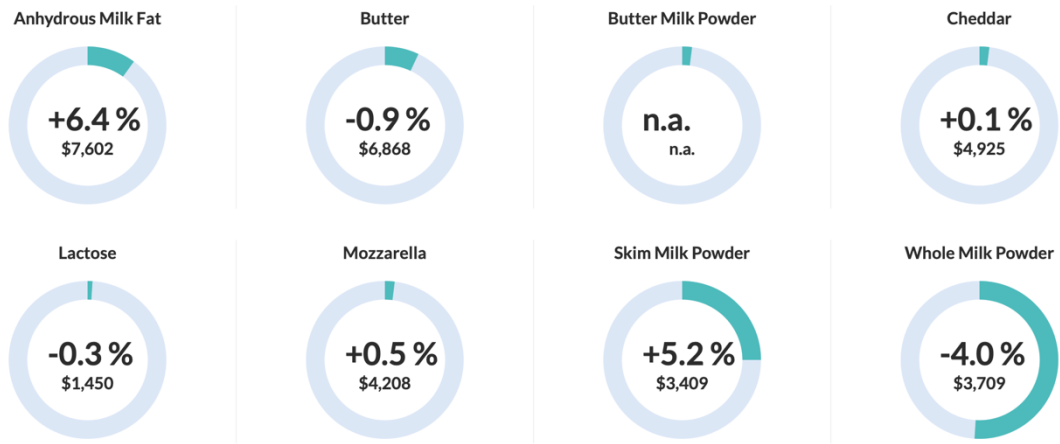 Anhydrous Milk Fat
+6.4 %
$7,602
Butter
-0.9 %
$6,868
Butter Milk Powder
n.a.
n.a.
Cheddar
+0.1 %
$4,925
Lactose
-0.3 %
$1,450
Mozzarella
+0.5 %
$4,208
Skim Milk Powder
+5.2 %
$3,409
Whole Milk Powder
-4.0 %
$3,709